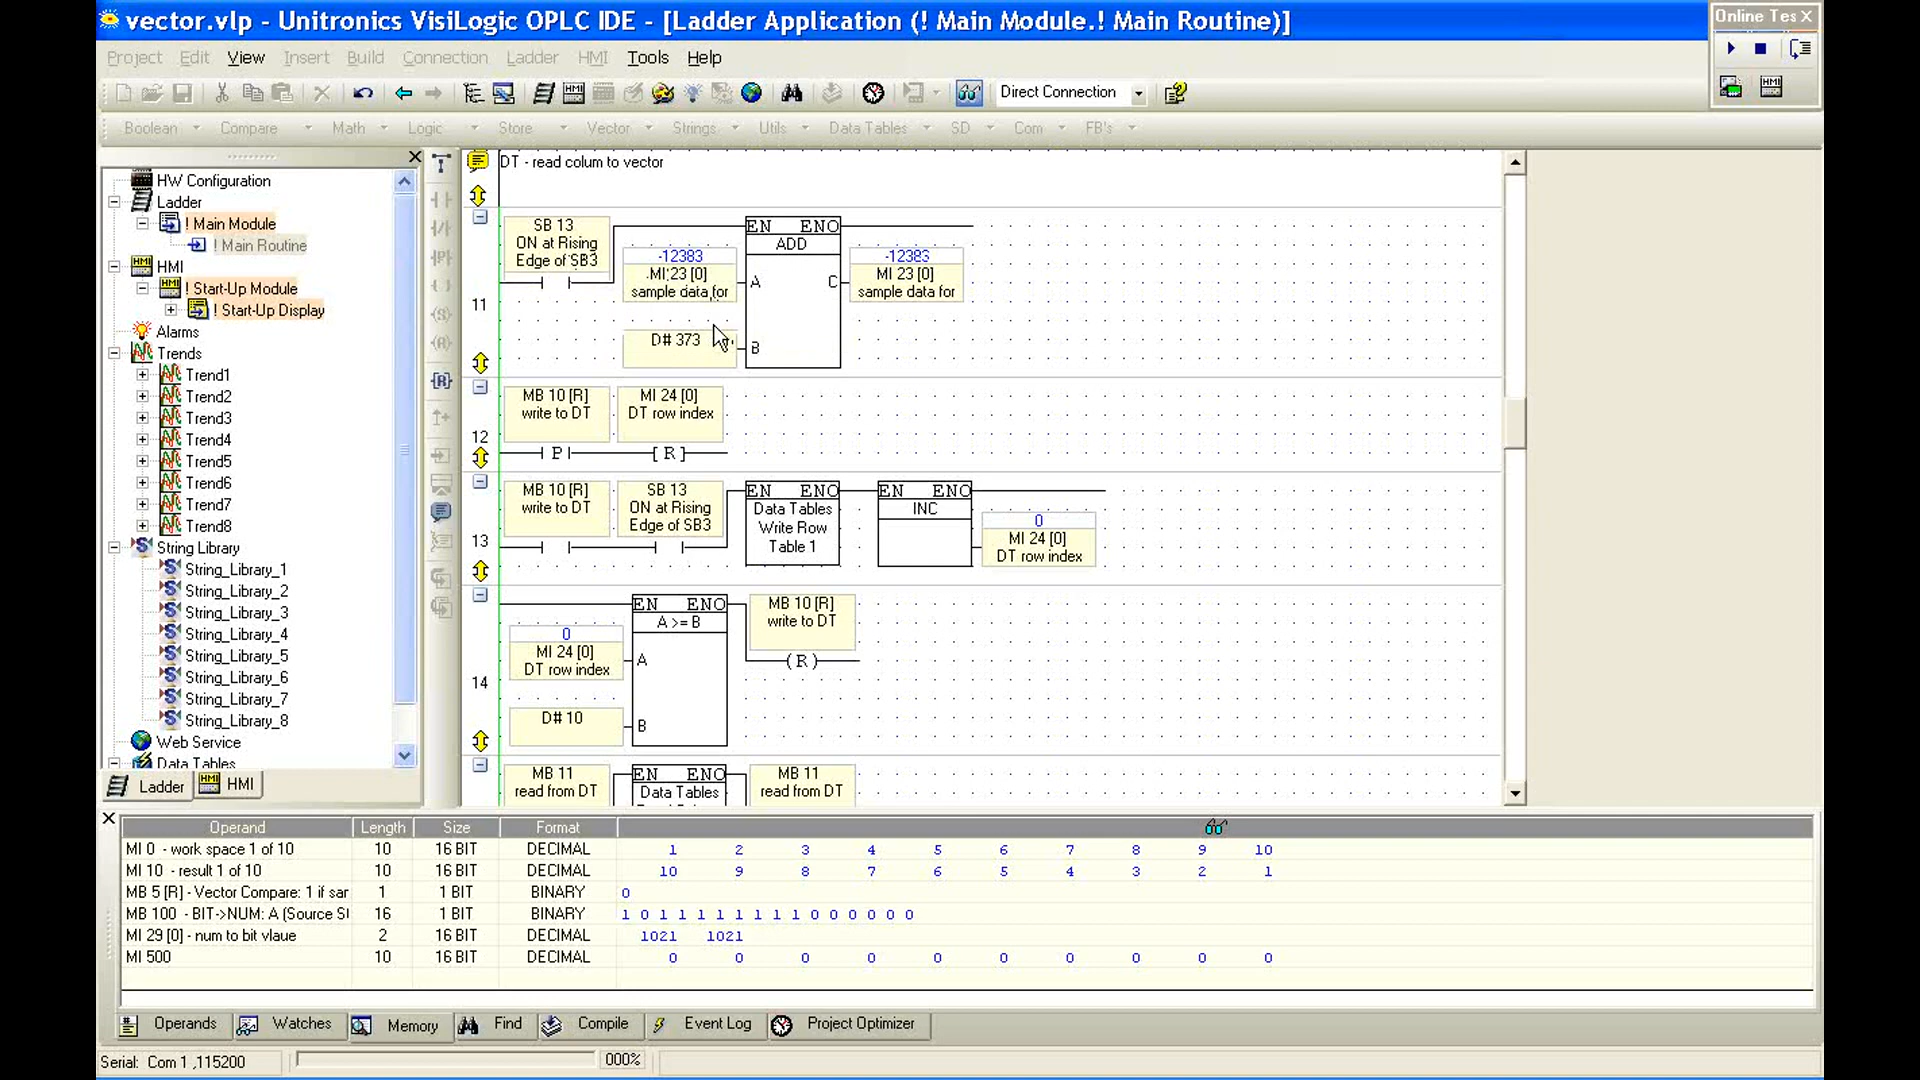 vector.vlp - Unitronics VisiLogic OPLC IDE - [Ladder Application (! Main Module.! Main Routine)]
Online Tes X
Project Edit View Insert Build Connection Ladder HMI Tools Help
HMI
Direct Connection
HMI
Boolean Compare Math Logic Store Vector Strings Utils Data Tables SD Com FB's
HW Configuration
Ladder
! Main Module
! Main Routine
HMI
! Start-Up Module
! Start-Up Display
Alarms
Trends
Trend1
Trend2
Trend3
Trend4
Trend5
Trend6
Trend7
Trend8
String Library
String_Library_1
String_Library_2
String_Library_3
String_Library_4
String_Library_5
String_Library_6
String_Library_7
String_Library_8
Web Service
Data Tables
Ladder HMI HMI
DT - read colum to vector
11
SB 13
ON at Rising
Edge of SB3
-12383
MI 23 [0]
sample data for
D# 373
EN ENO
ADD
A C
B
-12383
MI 23 [0]
sample data for
12
MB 10 [R]
write to DT
P
MI 24 [0]
DT row index
[ R ]
13
MB 10 [R]
write to DT
SB 13
ON at Rising
Edge of SB3
EN ENO
Data Tables
Write Row
Table 1
EN ENO
INC
0
MI 24 [0]
DT row index
14
0
MI 24 [0]
DT row index
D# 10
EN ENO
A >= B
A
B
MB 10 [R]
write to DT
( R )
MB 11
read from DT
EN ENO
Data Tables
MB 11
read from DT
Operand Length Size Format
MI 0 - work space 1 of 10 10 16 BIT DECIMAL 1 2 3 4 5 6 7 8 9 10
MI 10 - result 1 of 10 10 16 BIT DECIMAL 10 9 8 7 6 5 4 3 2 1
MB 5 [R] - Vector Compare: 1 if sar 1 1 BIT BINARY 0
MB 100 - BIT->NUM: A (Source S 16 1 BIT BINARY 1 0 1 1 1 1 1 1 1 1 0 0 0 0 0 0
MI 29 [0] - num to bit vlaue 2 16 BIT DECIMAL 1021 1021
MI 500 10 16 BIT DECIMAL 0 0 0 0 0 0 0 0 0 0
Operands Watches Memory Find Compile Event Log Project Optimizer
Serial: Com 1 ,115200 000%